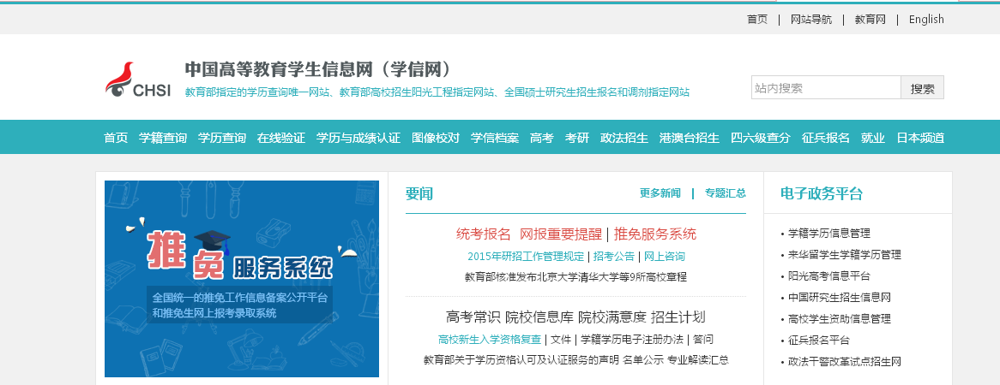 首页 | 网站导航 | 教育网 | English
中国高等教育学生信息网（学信网）
CHSI
教育部指定的学历查询唯一网站、教育部高校招生阳光工程指定网站、全国硕士研究生招生报名和调剂指定网站
站内搜索 搜索
首页 学籍查询 学历查询 在线验证 学历与成绩认证 图像校对 学信档案 高考 考研 政法招生 港澳台招生 四六级查分 征兵报名 就业 日本频道
推免服务系统
全国统一的推免工作信息备案公开平台
和推免生网上报考录取系统
要闻 更多新闻 | 专题汇总
统考报名 网报重要提醒 | 推免服务系统
2015年研招工作管理规定 | 招考公告 | 网上咨询
教育部核准发布北京大学清华大学等9所高校章程
高考常识 院校信息库 院校满意度 招生计划
高校新生入学资格复查 | 文件 | 学籍学历电子注册办法 | 答问
教育部关于学历资格认可及认证服务的声明 名单公示 专业解读汇总
电子政务平台
• 学籍学历信息管理
• 来华留学生学籍学历管理
• 阳光高考信息平台
• 中国研究生招生信息网
• 高校学生资助信息管理
• 征兵报名平台
• 政法干警改革试点招生网